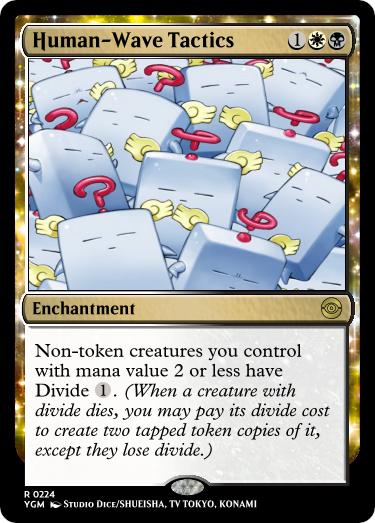 Human-Wave Tactics 1
Enchantment
Non-token creatures you control
with mana value 2 or less have
Divide 1. (When a creature with
divide dies, you may pay its divide cost
to create two tapped token copies of it,
except they lose divide.)
R 0224
YGM Studio Dice/SHUEISHA, TV TOKYO, KONAMI